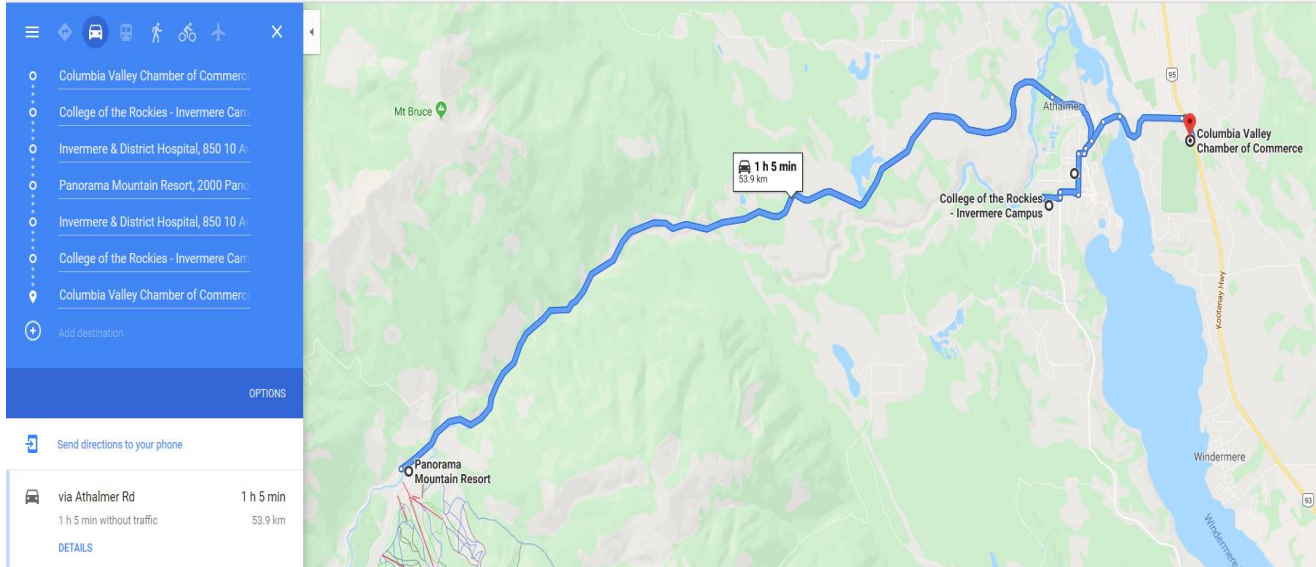 Columbia Valley Chamber of Commerc
College of the Rockies - Invermere Cam
Invermere & District Hospital, 850 10 Av
Panorama Mountain Resort, 2000 Pano
Invermere & District Hospital, 850 10 Av
College of the Rockies - Invermere Cam
Columbia Valley Chamber of Commerc
Add destination
OPTIONS
Send directions to your phone
via Athalmer Rd
1 h 5 min
1 h 5 min without traffic
53.9 km
DETAILS
Mt Bruce
1 h 5 min
53.9 km
95
Athalmer
Columbia Valley
Chamber of Commerce
College of the Rockies
- Invermere Campus
Kootenay Hwy
Panorama
Mountain Resort
Windermere
93
Windermere